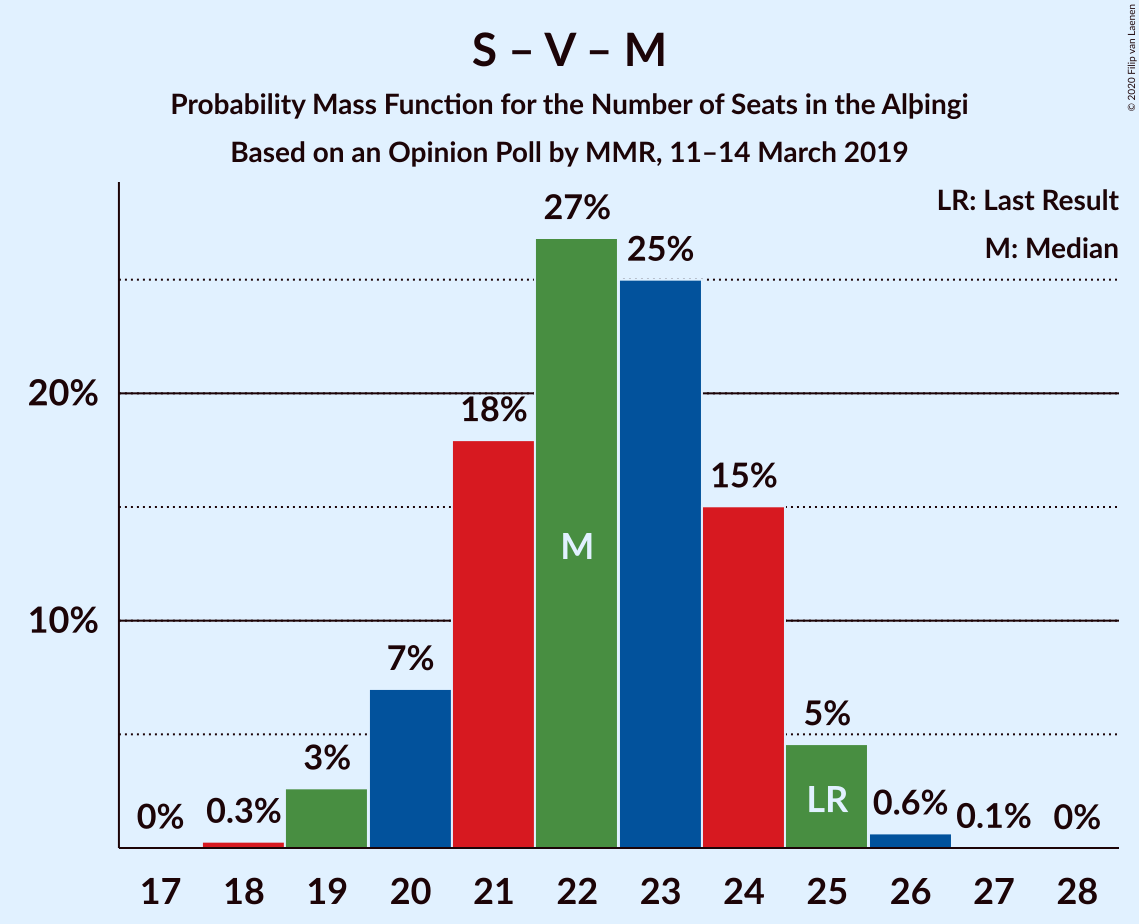 S – V – M
Probability Mass Function for the Number of Seats in the Alþingi
Based on an Opinion Poll by MMR, 11–14 March 2019
© 2020 Filip van Laenen
LR: Last Result
M: Median
27%
25%
20%
18%
15%
M
10%
7%
5%
3%
LR
0%
0.3%
0.6%
0.1%
0%
17 18 19 20 21 22 23 24 25 26 27 28